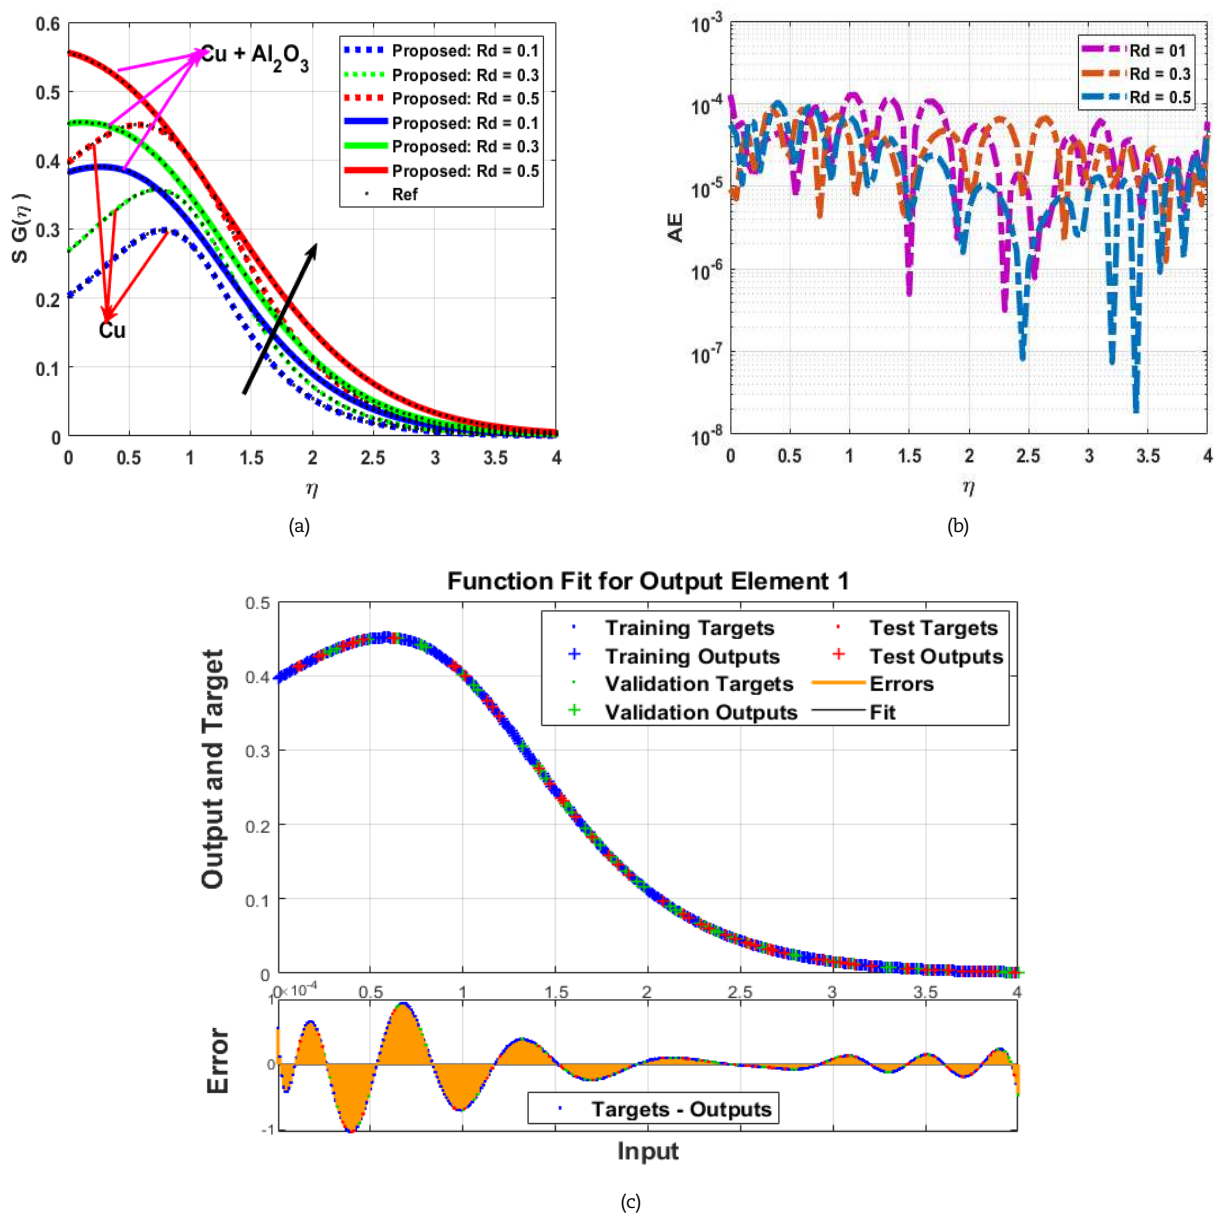 0.6
0.5
0.4
0.3
0.2
0.1
0
S G(η )
Cu + Al2O3
Cu
Proposed: Rd = 0.1
Proposed: Rd = 0.3
Proposed: Rd = 0.5
Proposed: Rd = 0.1
Proposed: Rd = 0.3
Proposed: Rd = 0.5
Ref
0 0.5 1 1.5 2 2.5 3 3.5 4
η
(a)
10-3
10-4
10-5
10-6
10-7
10-8
AE
Rd = 01
Rd = 0.3
Rd = 0.5
0 0.5 1 1.5 2 2.5 3 3.5 4
η
(b)
Function Fit for Output Element 1
0.5
0.4
0.3
0.2
0.1
0
Output and Target
Training Targets
Training Outputs
Validation Targets
Validation Outputs
Test Targets
Test Outputs
Errors
Fit
0 0.5 1 1.5 2 2.5 3 3.5 4
×10-4
1
0
-1
Error
Targets - Outputs
Input
(c)